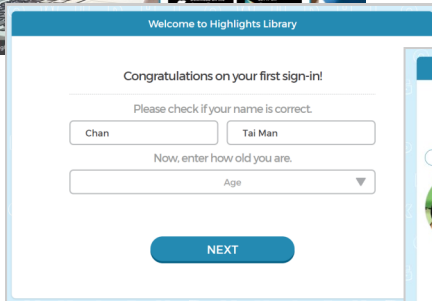 Welcome to Highlights Library
Congratulations on your first sign-in!
Please check if your name is correct.
Chan Tai Man
Now, enter how old you are.
Age
NEXT